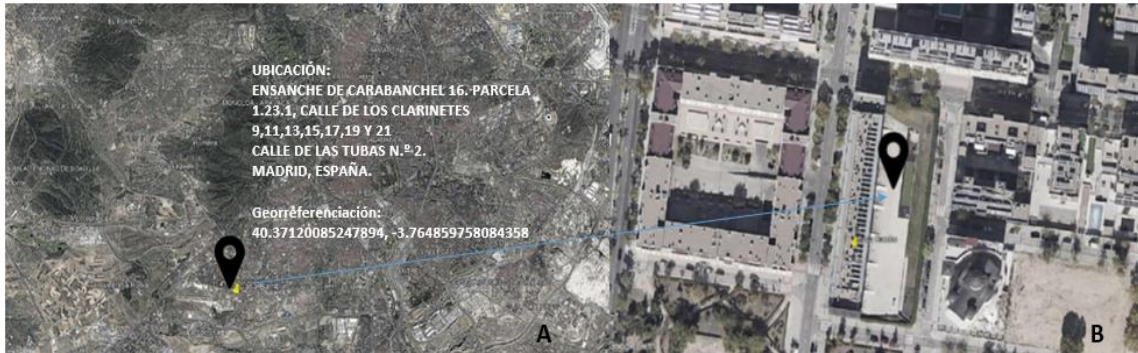 UBICACIÓN:
ENSANCHE DE CARABANCHEL 16. PARCELA
1.23.1, CALLE DE LOS CLARINETES
9,11,13,15,17,19 Y 21
CALLE DE LAS TUBAS N.º 2.
MADRID, ESPAÑA.
Georreferenciación:
40.37120085247894, -3.764859758084358
A
B